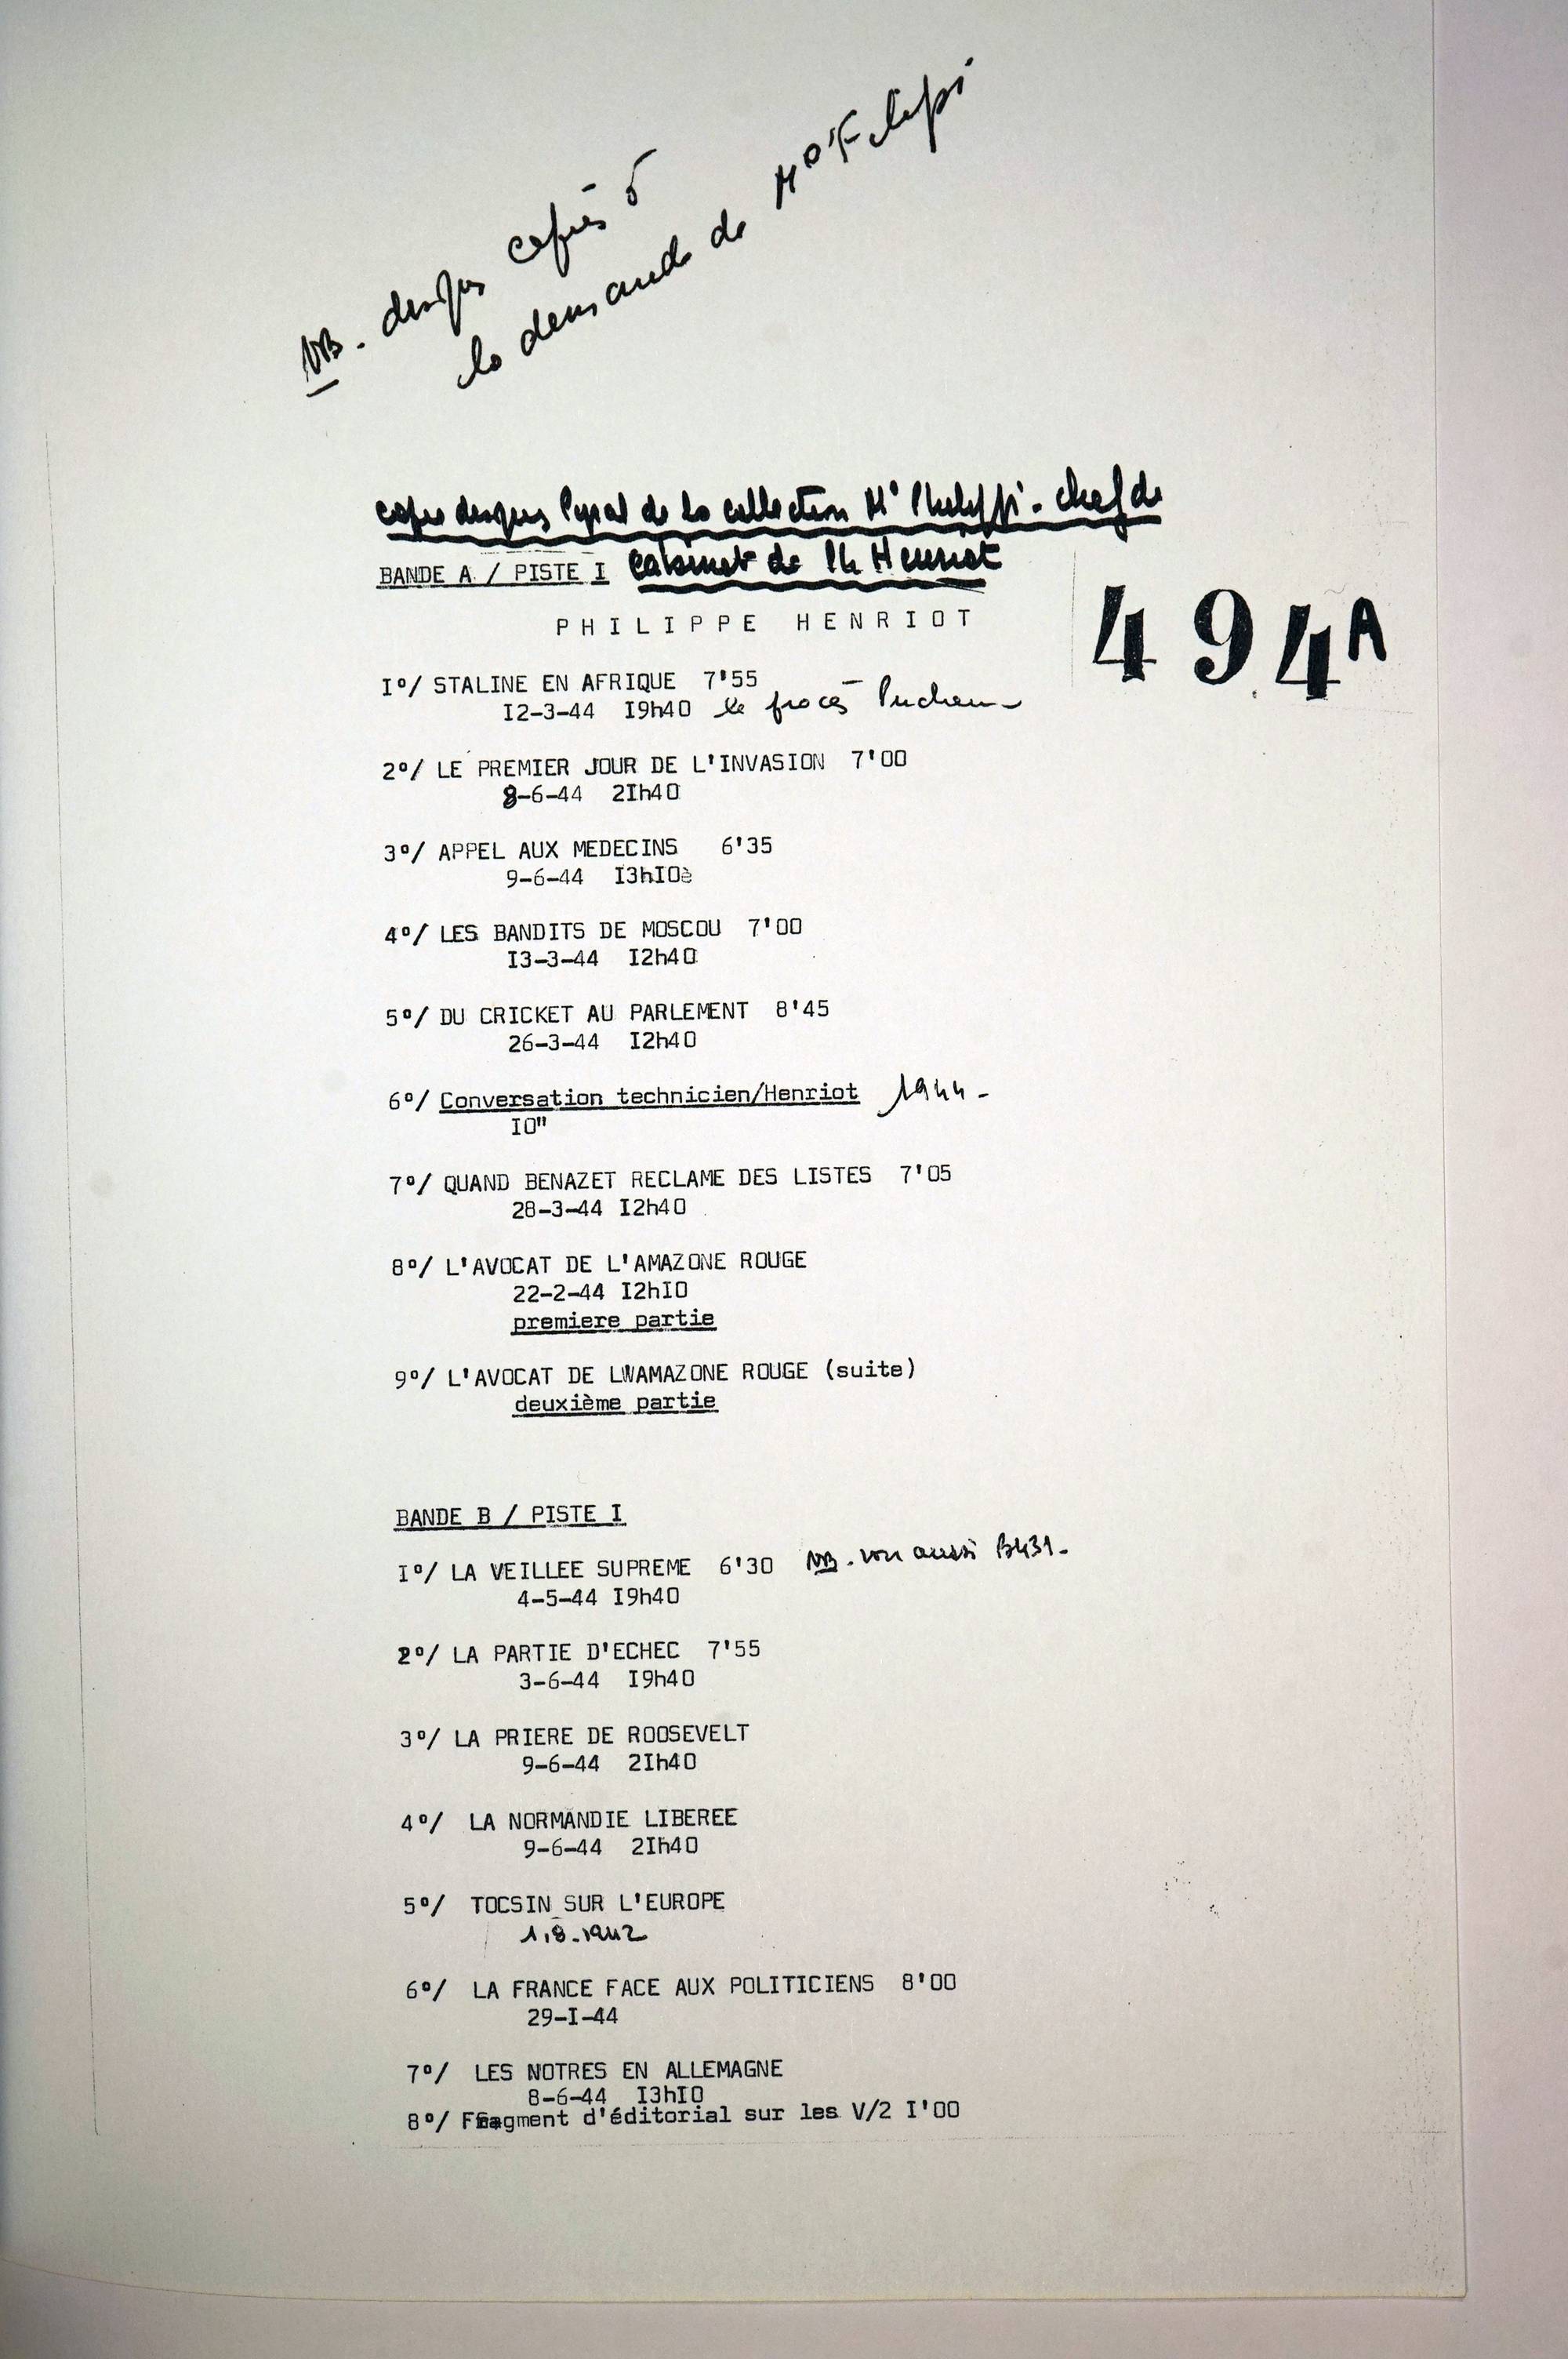 NB. disques copiés à
la demande de Mr Filippi
copie disques Pyral de la collection Mr Philippi - chef de
BANDE A / PISTE I cabinet de Ph Henriot
PHILIPPE HENRIOT
494A
I°/ STALINE EN AFRIQUE 7'55
I2-3-44 I9h40 le procès Pucheu
2°/ LE PREMIER JOUR DE L'INVASION 7'00
8-6-44 2Ih40
3°/ APPEL AUX MEDECINS 6'35
9-6-44 I3hI0è
4°/ LES BANDITS DE MOSCOU 7'00
I3-3-44 I2h40
5°/ DU CRICKET AU PARLEMENT 8'45
26-3-44 I2h40
6°/ Conversation technicien/Henriot 1944 -
I0"
7°/ QUAND BENAZET RECLAME DES LISTES 7'05
28-3-44 I2h40
8°/ L'AVOCAT DE L'AMAZONE ROUGE
22-2-44 I2hI0
premiere partie
9°/ L'AVOCAT DE LWAMAZONE ROUGE (suite)
deuxième partie
BANDE B / PISTE I
I°/ LA VEILLEE SUPREME 6'30 NB. voir aussi B431-
4-5-44 I9h40
2°/ LA PARTIE D'ECHEC 7'55
3-6-44 I9h40
3°/ LA PRIERE DE ROOSEVELT
9-6-44 2Ih40
4°/ LA NORMANDIE LIBEREE
9-6-44 2Ih40
5°/ TOCSIN SUR L'EUROPE
1.8.1942
6°/ LA FRANCE FACE AUX POLITICIENS 8'00
29-I-44
7°/ LES NOTRES EN ALLEMAGNE
8-6-44 I3hI0
8°/ Fragment d'éditorial sur les V/2 I'00